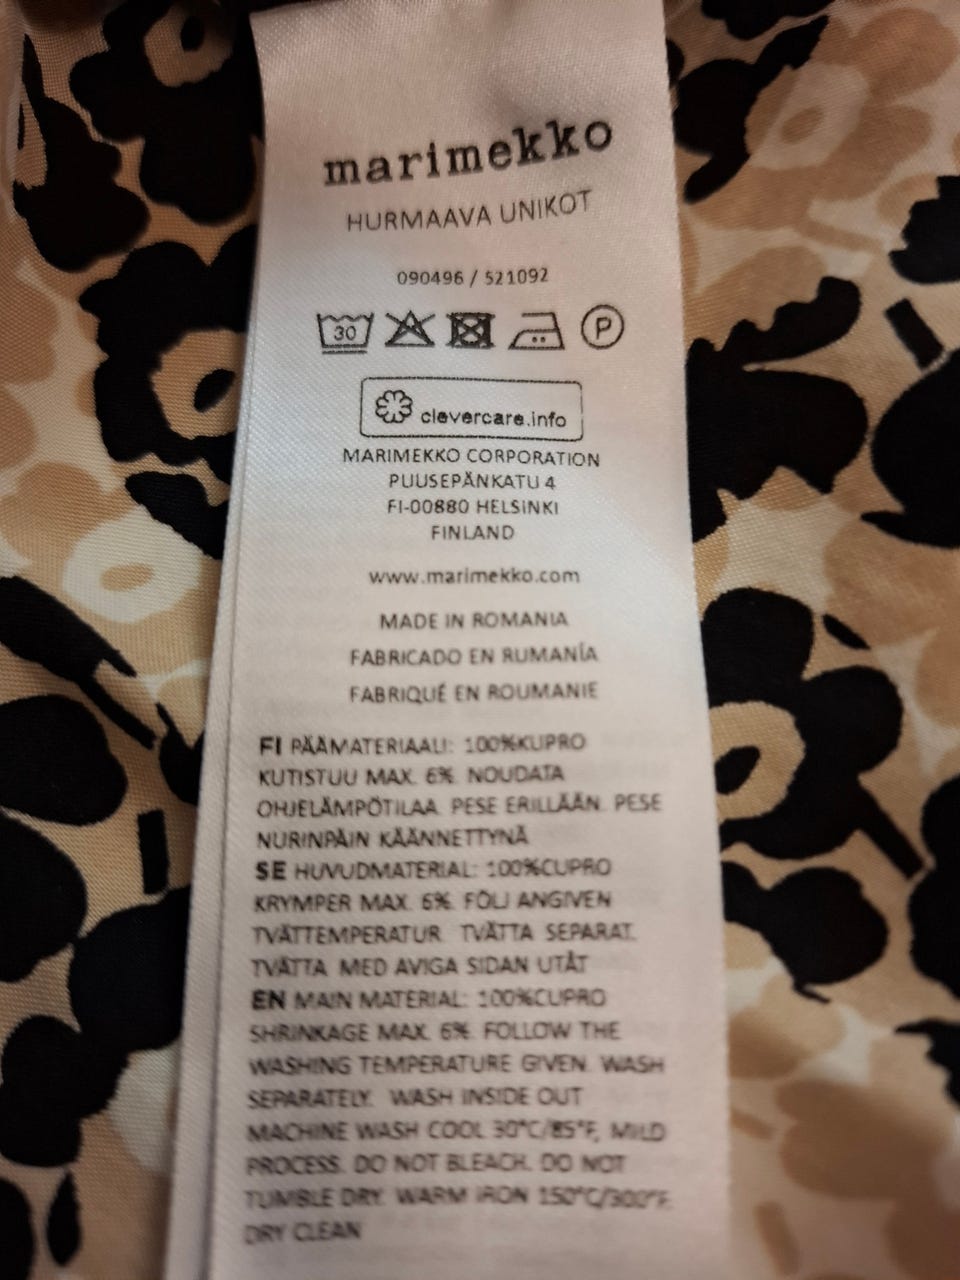 marimekko
HURMAAVA UNIKOT
090496 / 521092
30 P
clevercare.info
MARIMEKKO CORPORATION
PUUSEPÄNKATU 4
FI-00880 HELSINKI
FINLAND
www.marimekko.com
MADE IN ROMANIA
FABRICADO EN RUMANÍA
FABRIQUÉ EN ROUMANIE
FI PÄÄMATERIAALI: 100%KUPRO
KUTISTUU MAX. 6%. NOUDATA
OHJELÄMPÖTILAA. PESE ERILLÄÄN. PESE
NURINPÄIN KÄÄNNETTYNÄ
SE HUVUDMATERIAL: 100%CUPRO
KRYMPER MAX. 6%. FÖLJ ANGIVEN
TVÄTTEMPERATUR. TVÄTTA SEPARAT.
TVÄTTA MED AVIGA SIDAN UTÅT
EN MAIN MATERIAL: 100%CUPRO
SHRINKAGE MAX. 6%. FOLLOW THE
WASHING TEMPERATURE GIVEN. WASH
SEPARATELY. WASH INSIDE OUT
MACHINE WASH COOL 30°C/85°F, MILD
PROCESS. DO NOT BLEACH. DO NOT
TUMBLE DRY. WARM IRON 150°C/300°F.
DRY CLEAN